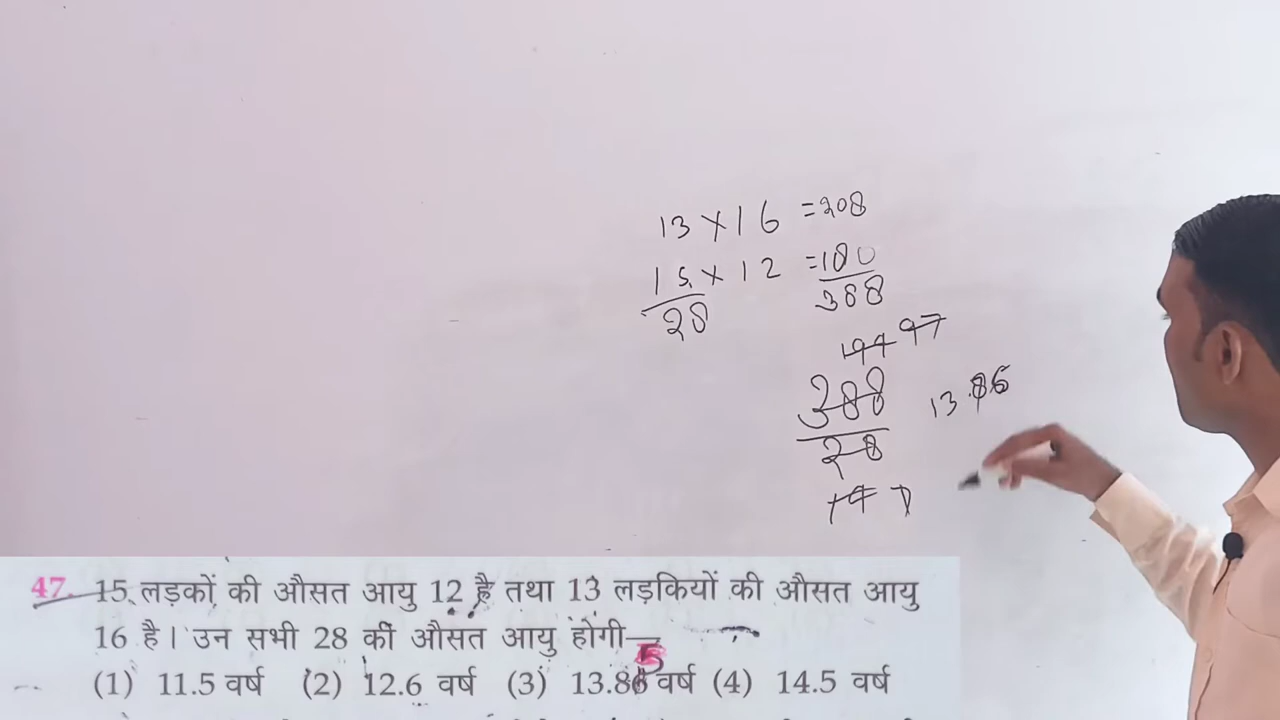 13 × 16 = 208
15 × 12 = 180
28 388
194 97
388
28
14 7
13.86
47. 15 लड़कों की औसत आयु 12 है तथा 13 लड़कियों की औसत आयु
16 है। उन सभी 28 की औसत आयु होगी—
(1) 11.5 वर्ष (2) 12.6 वर्ष (3) 13.86 वर्ष (4) 14.5 वर्ष